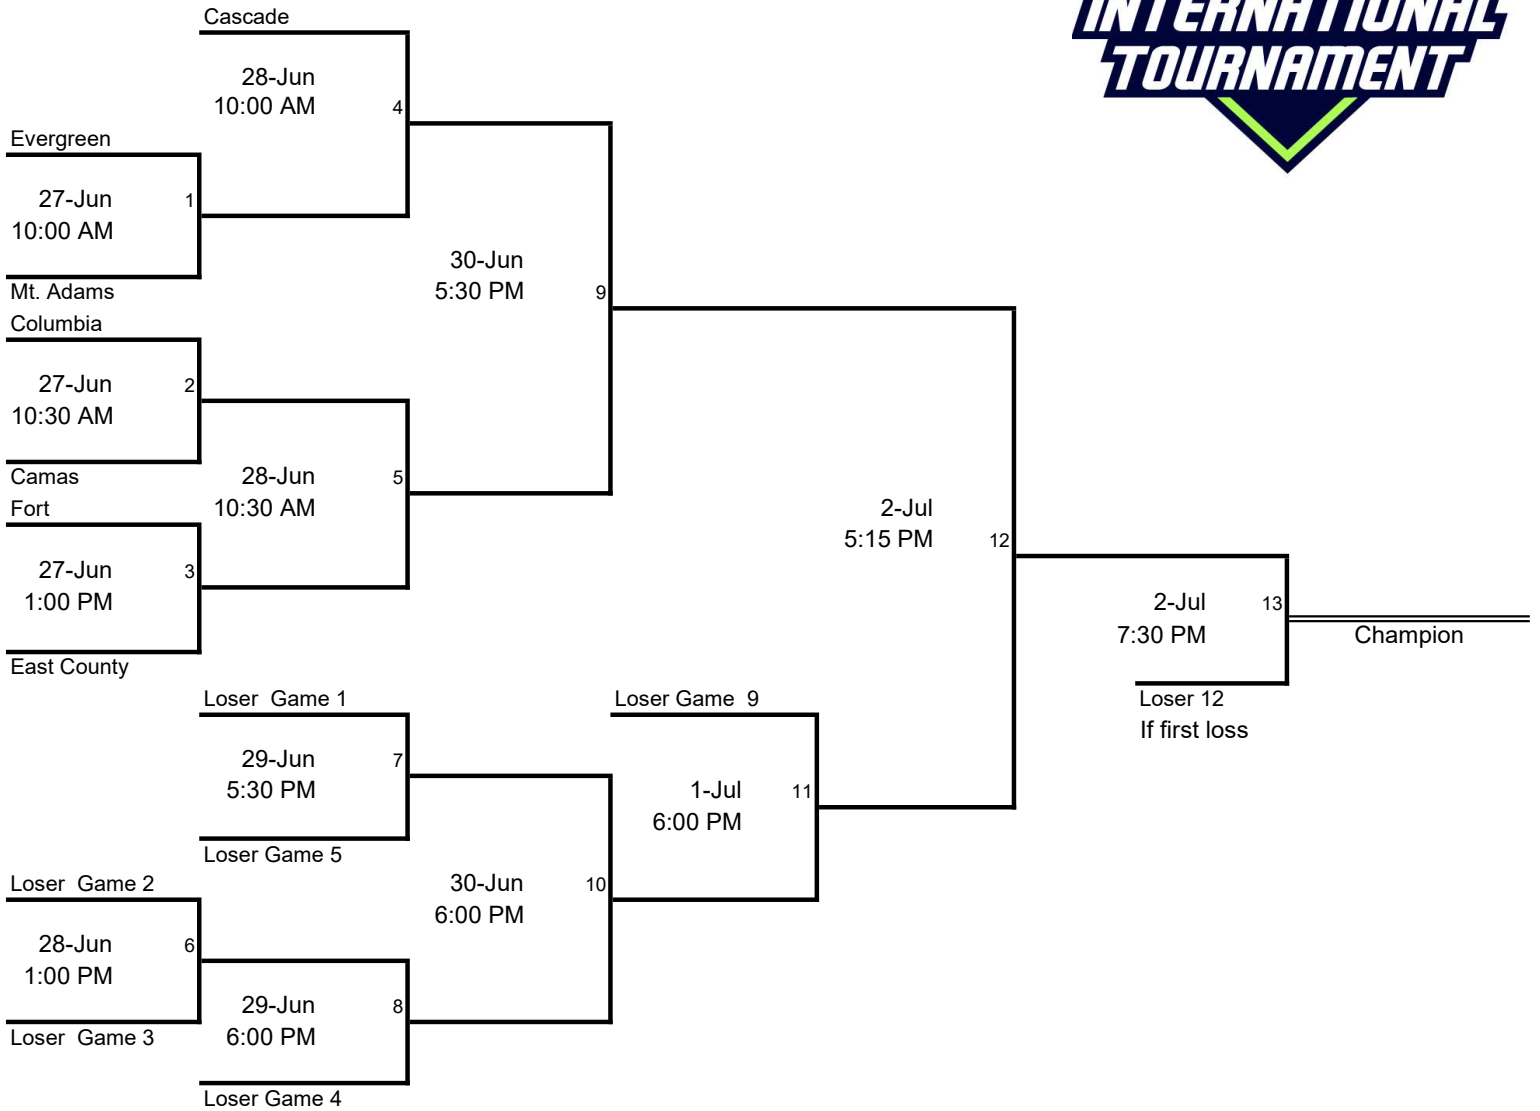 Cascade
INTERNATIONAL
TOURNAMENT
28-Jun
10:00 AM
4
Evergreen
27-Jun
1
10:00 AM
Mt. Adams
30-Jun
5:30 PM
9
Columbia
27-Jun
2
10:30 AM
Camas
28-Jun
5
10:30 AM
Fort
27-Jun
3
1:00 PM
East County
2-Jul
5:15 PM
12
2-Jul
13
7:30 PM
Champion
Loser 12
If first loss
Loser Game 1
29-Jun
7
5:30 PM
Loser Game 5
Loser Game 9
1-Jul
11
6:00 PM
Loser Game 2
28-Jun
6
1:00 PM
Loser Game 3
30-Jun
10
6:00 PM
29-Jun
8
6:00 PM
Loser Game 4